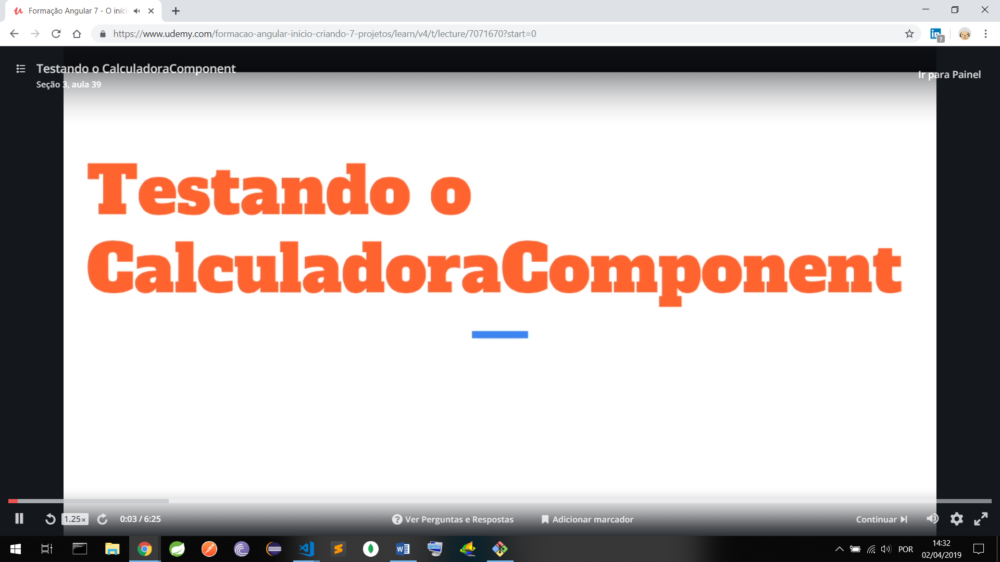 Formação Angular 7 - O iníci
https://www.udemy.com/formacao-angular-inicio-criando-7-projetos/learn/v4/t/lecture/7071670?start=0
Testando o CalculadoraComponent
Seção 3, aula 39
Ir para Painel
Testando o
CalculadoraComponent
1.25x
0:03 / 6:25
? Ver Perguntas e Respostas
Adicionar marcador
Continuar
POR
14:32
02/04/2019